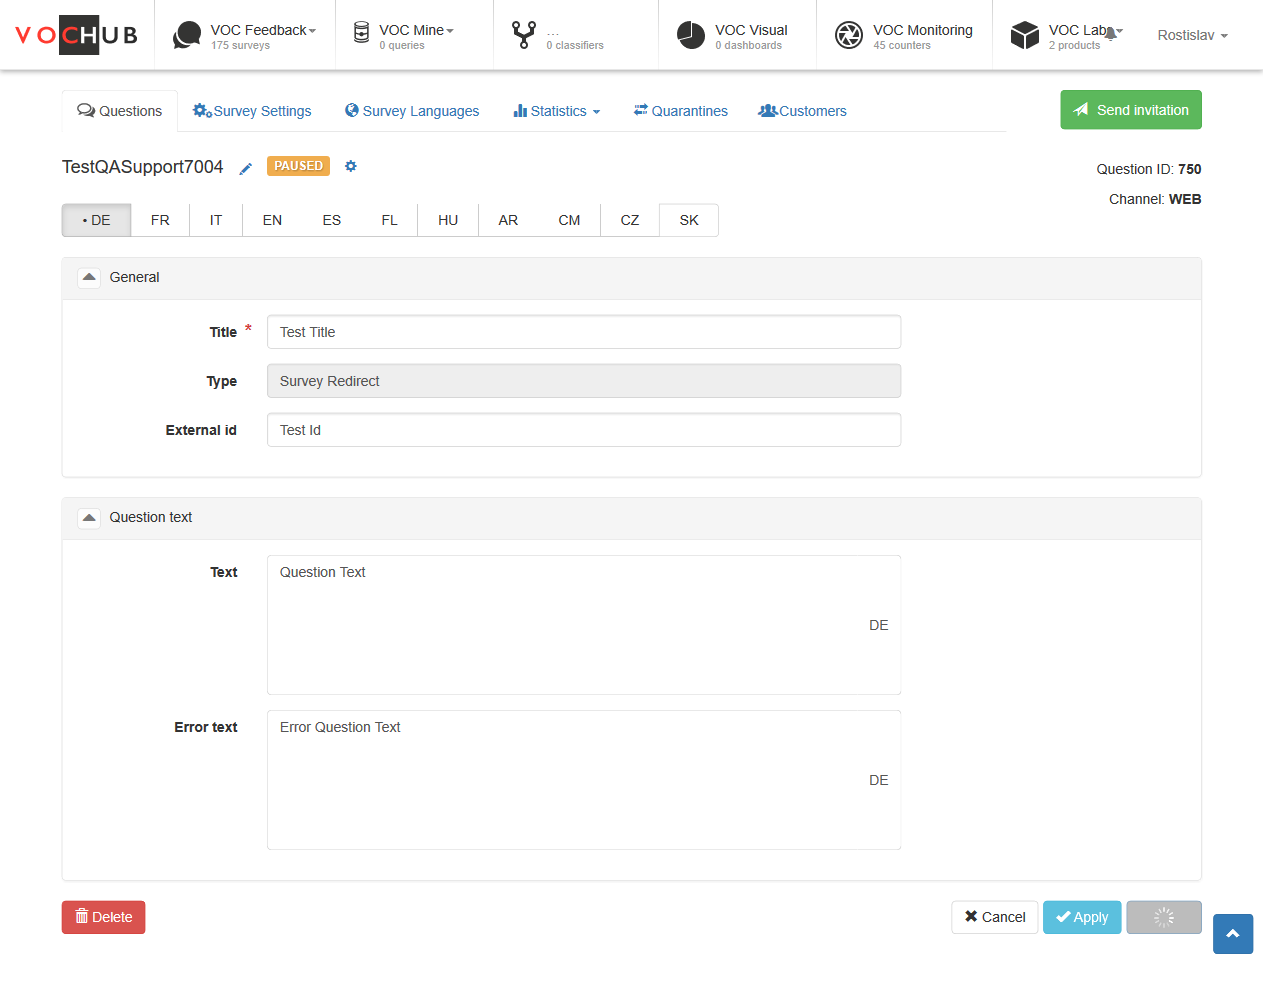 VOCHUB
VOC Feedback
175 surveys
VOC Mine
0 queries
...
0 classifiers
VOC Visual
0 dashboards
VOC Monitoring
45 counters
VOC Labs
2 products
Rostislav
Questions
Survey Settings
Survey Languages
Statistics
Quarantines
Customers
Send invitation
TestQASupport7004
PAUSED
Question ID: 750
Channel: WEB
• DE
FR
IT
EN
ES
FL
HU
AR
CM
CZ
SK
General
Title *
Test Title
Type
Survey Redirect
External id
Test Id
Question text
Text
Question Text
DE
Error text
Error Question Text
DE
Delete
Cancel
Apply